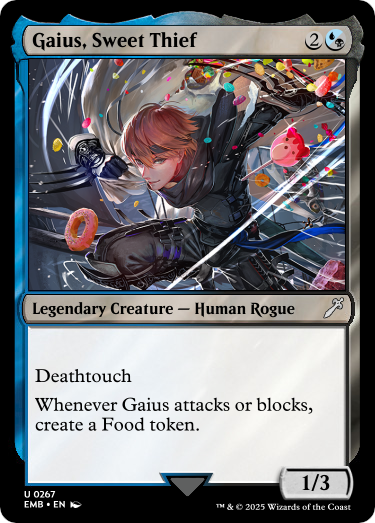 Gaius, Sweet Thief 2
Legendary Creature — Human Rogue
Deathtouch
Whenever Gaius attacks or blocks,
create a Food token.
1/3
U 0267
EMB • EN
™ & © 2025 Wizards of the Coast